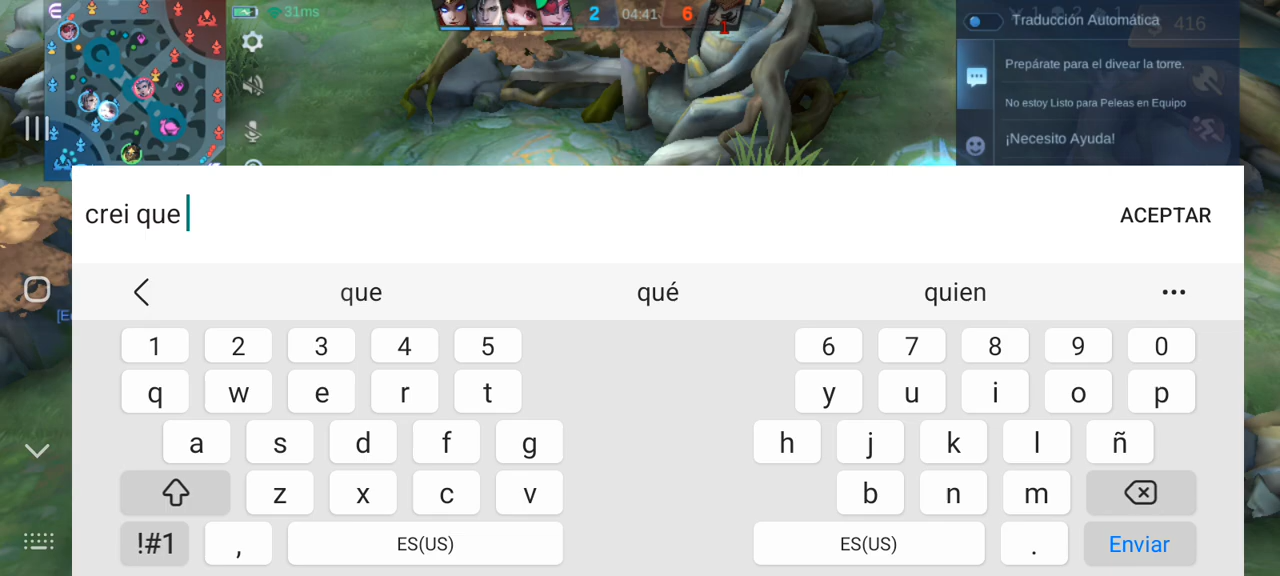 31ms
2 04:41 6
1
Traducción Automática
416
Prepárate para el divear la torre.
No estoy Listo para Peleas en Equipo
¡Necesito Ayuda!
crei que
ACEPTAR
que qué quien
1 2 3 4 5 6 7 8 9 0
q w e r t y u i o p
a s d f g h j k l ñ
z x c v b n m
!#1 , ES(US) ES(US) . Enviar